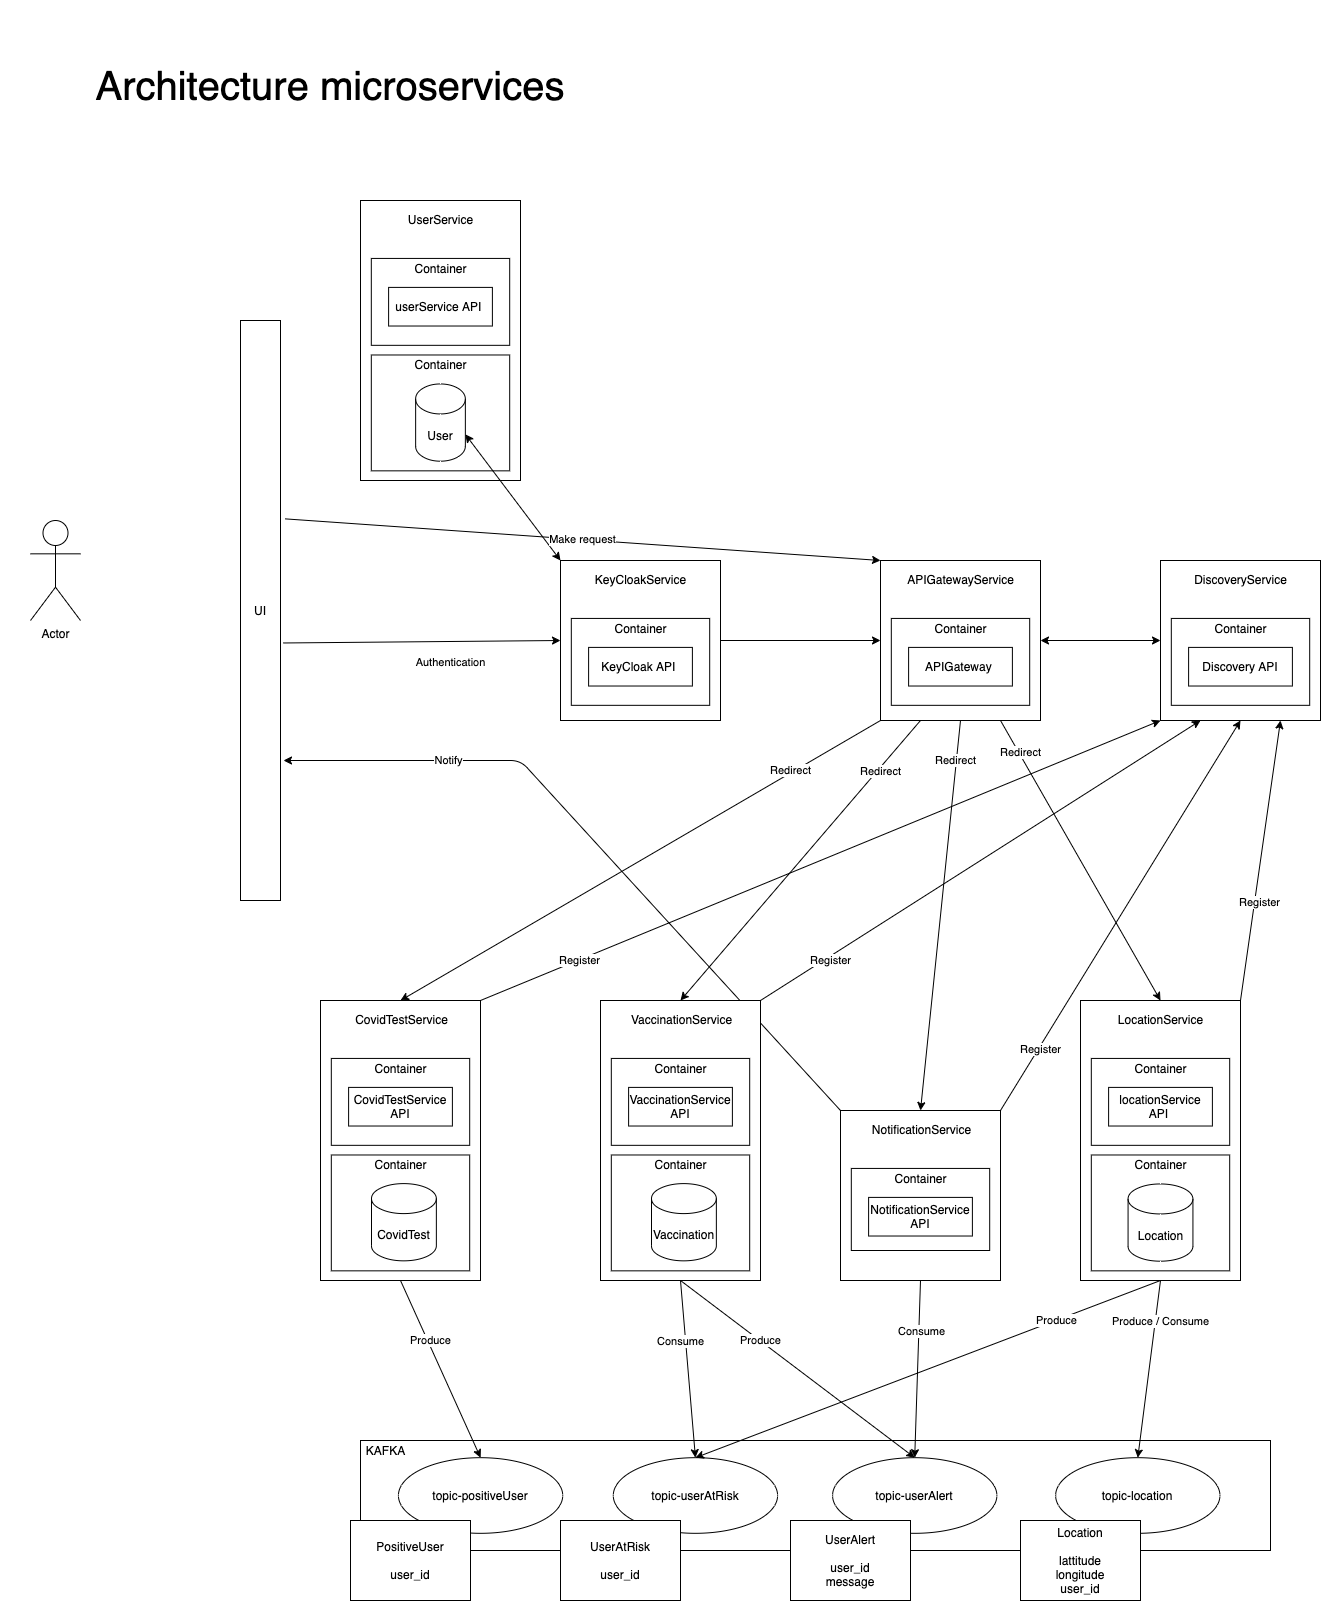 Architecture microservices
UserService
Container
userService API
Container
User
Make request
UI
Actor
Authentication
KeyCloakService
Container
KeyCloak API
APIGatewayService
Container
APIGateway
DiscoveryService
Container
Discovery API
Notify
Redirect
Redirect
Redirect
Redirect
Register
Register
Register
Register
CovidTestService
Container
CovidTestService
API
Container
CovidTest
VaccinationService
Container
VaccinationService
API
Container
Vaccination
NotificationService
Container
NotificationService
API
LocationService
Container
locationService
API
Container
Location
Produce
Consume
Produce
Consume
Produce
Produce / Consume
KAFKA
topic-positiveUser
topic-userAtRisk
topic-userAlert
topic-location
PositiveUser
user_id
UserAtRisk
user_id
UserAlert
user_id
message
Location
lattitude
longitude
user_id